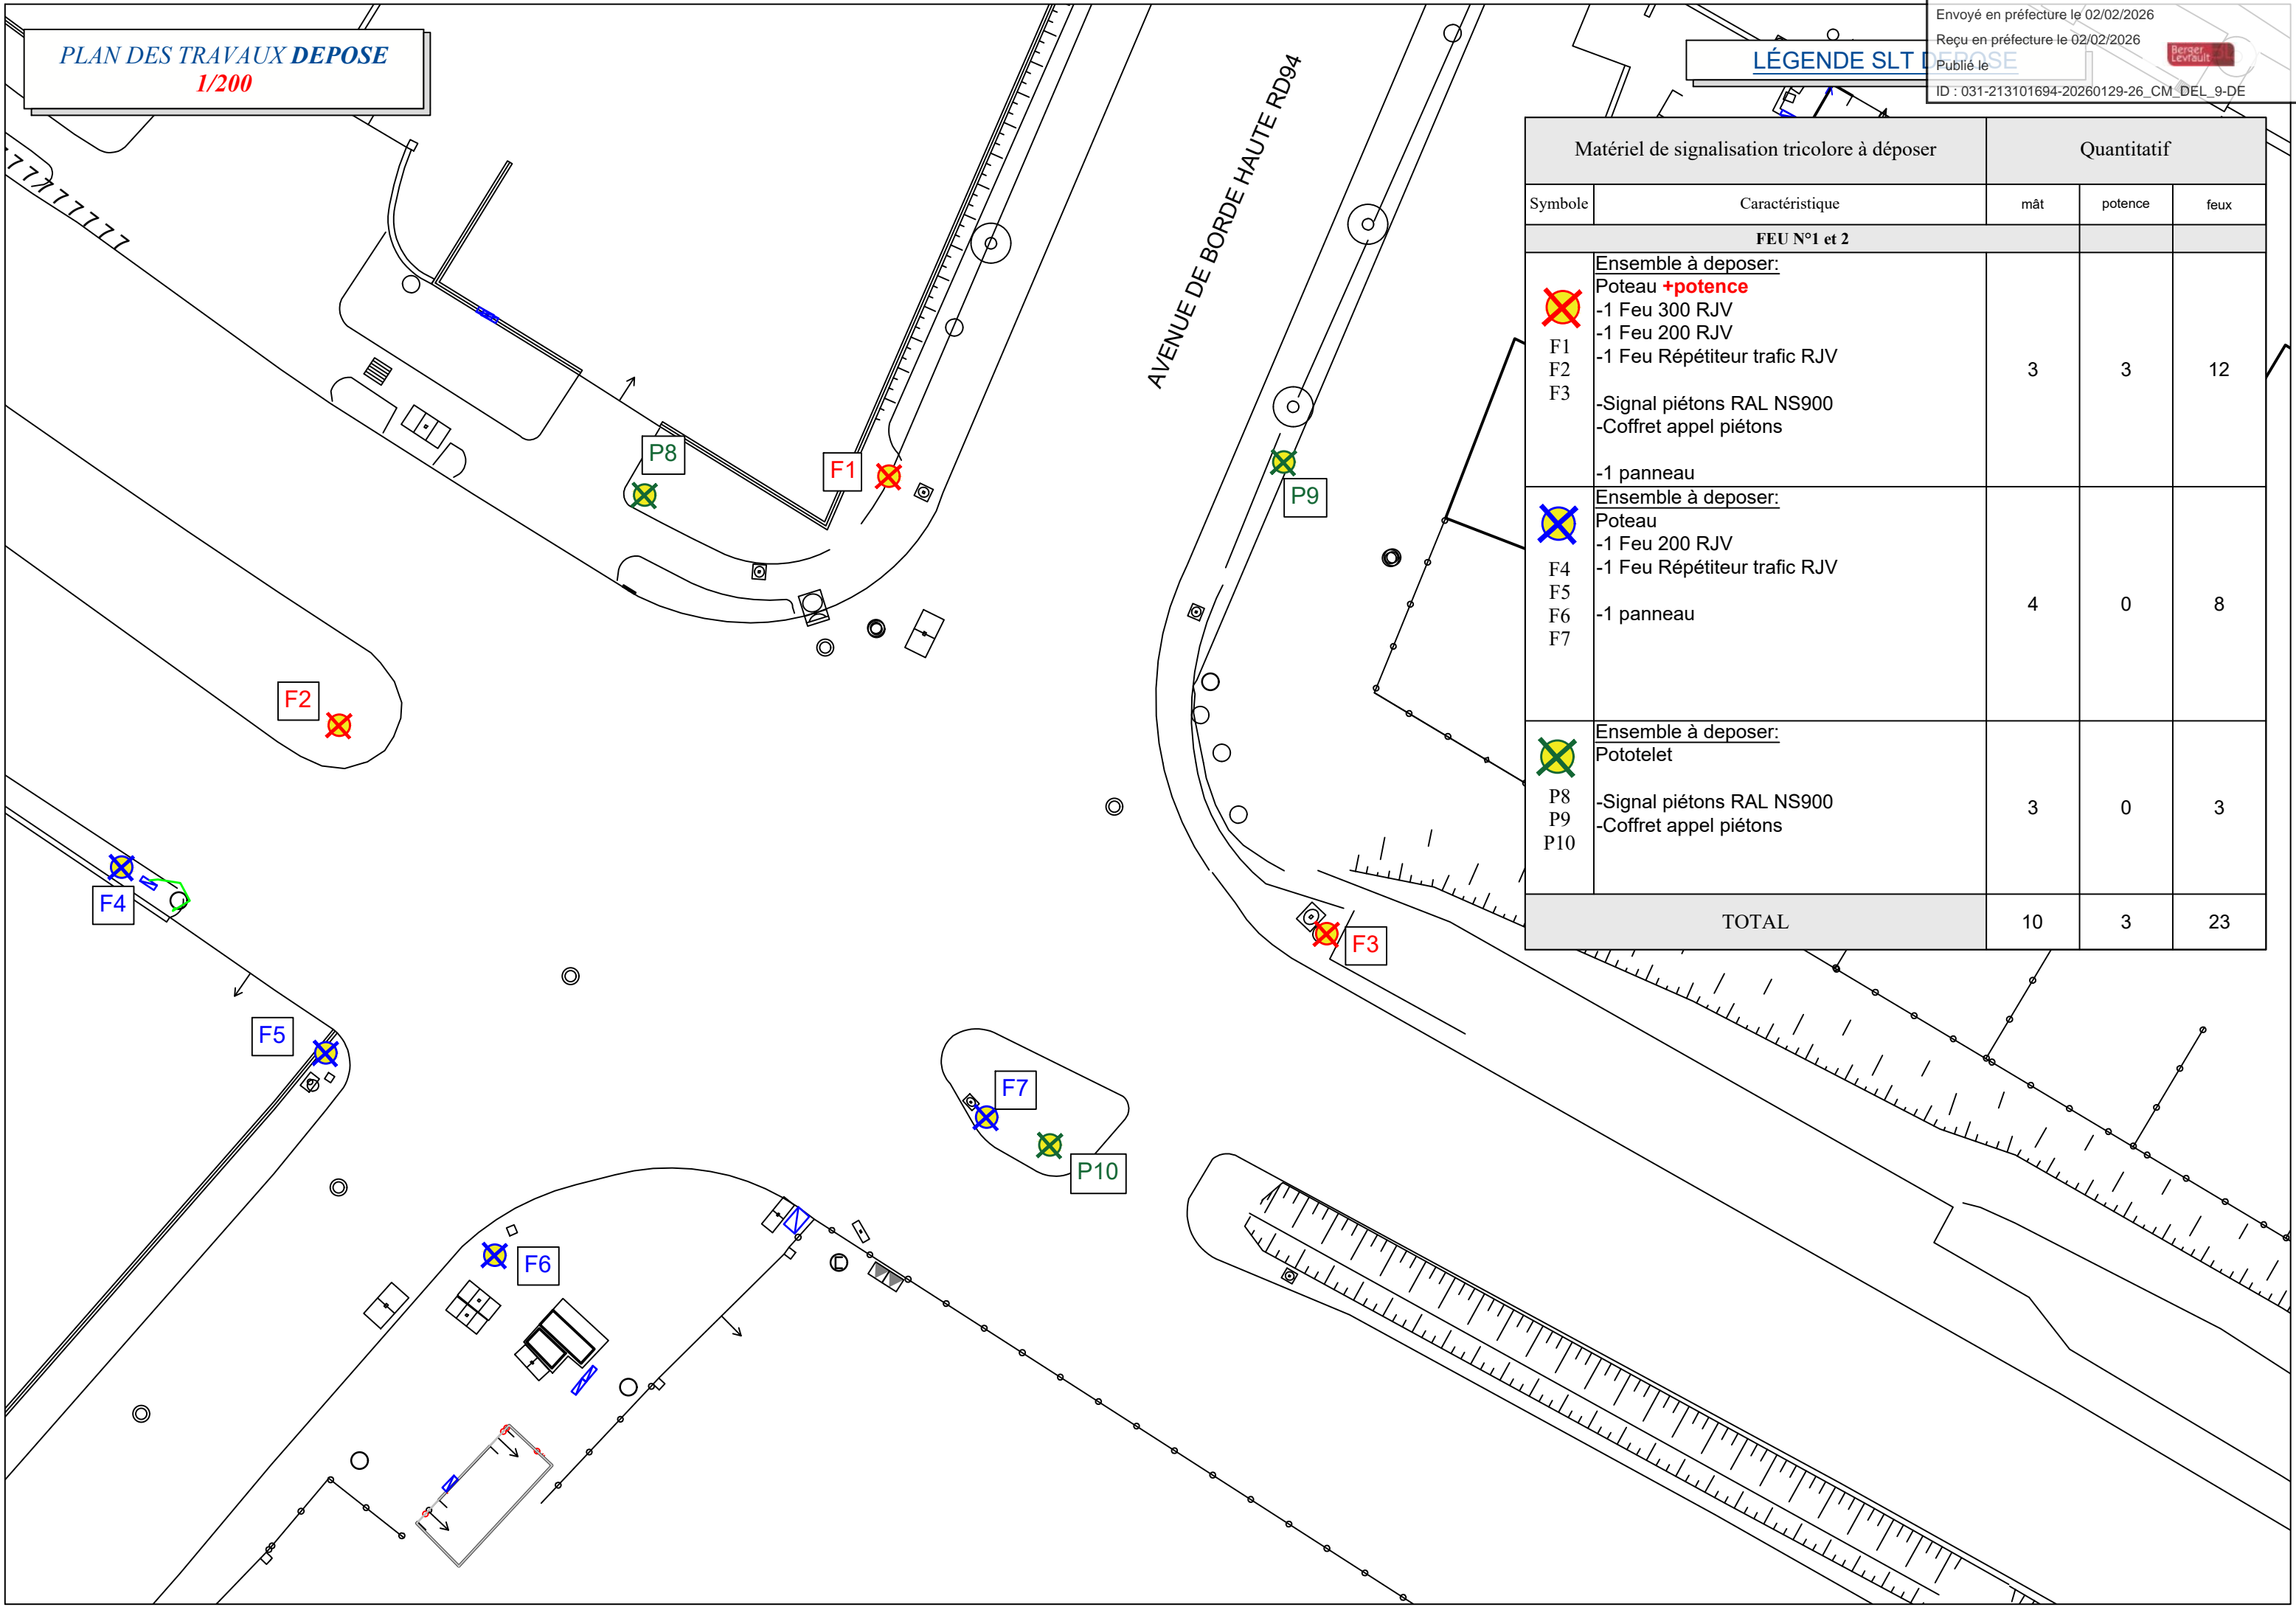 PLAN DES TRAVAUX DEPOSE
1/200
Envoyé en préfecture le 02/02/2026
Reçu en préfecture le 02/02/2026
Publié le
Berger
Levrault
ID : 031-213101694-20260129-26_CM_DEL_9-DE
LÉGENDE SLT DEPOSE
Matériel de signalisation tricolore à déposer
Quantitatif
Symbole
Caractéristique
mât
potence
feux
FEU N°1 et 2
F1
F2
F3
Ensemble à deposer:
Poteau +potence
-1 Feu 300 RJV
-1 Feu 200 RJV
-1 Feu Répétiteur trafic RJV
-Signal piétons RAL NS900
-Coffret appel piétons
-1 panneau
3
3
12
F4
F5
F6
F7
Ensemble à deposer:
Poteau
-1 Feu 200 RJV
-1 Feu Répétiteur trafic RJV
-1 panneau
4
0
8
P8
P9
P10
Ensemble à deposer:
Pototelet
-Signal piétons RAL NS900
-Coffret appel piétons
3
0
3
TOTAL
10
3
23
AVENUE DE BORDE HAUTE RD94
P8
F1
P9
F2
F4
F3
F5
F7
P10
F6